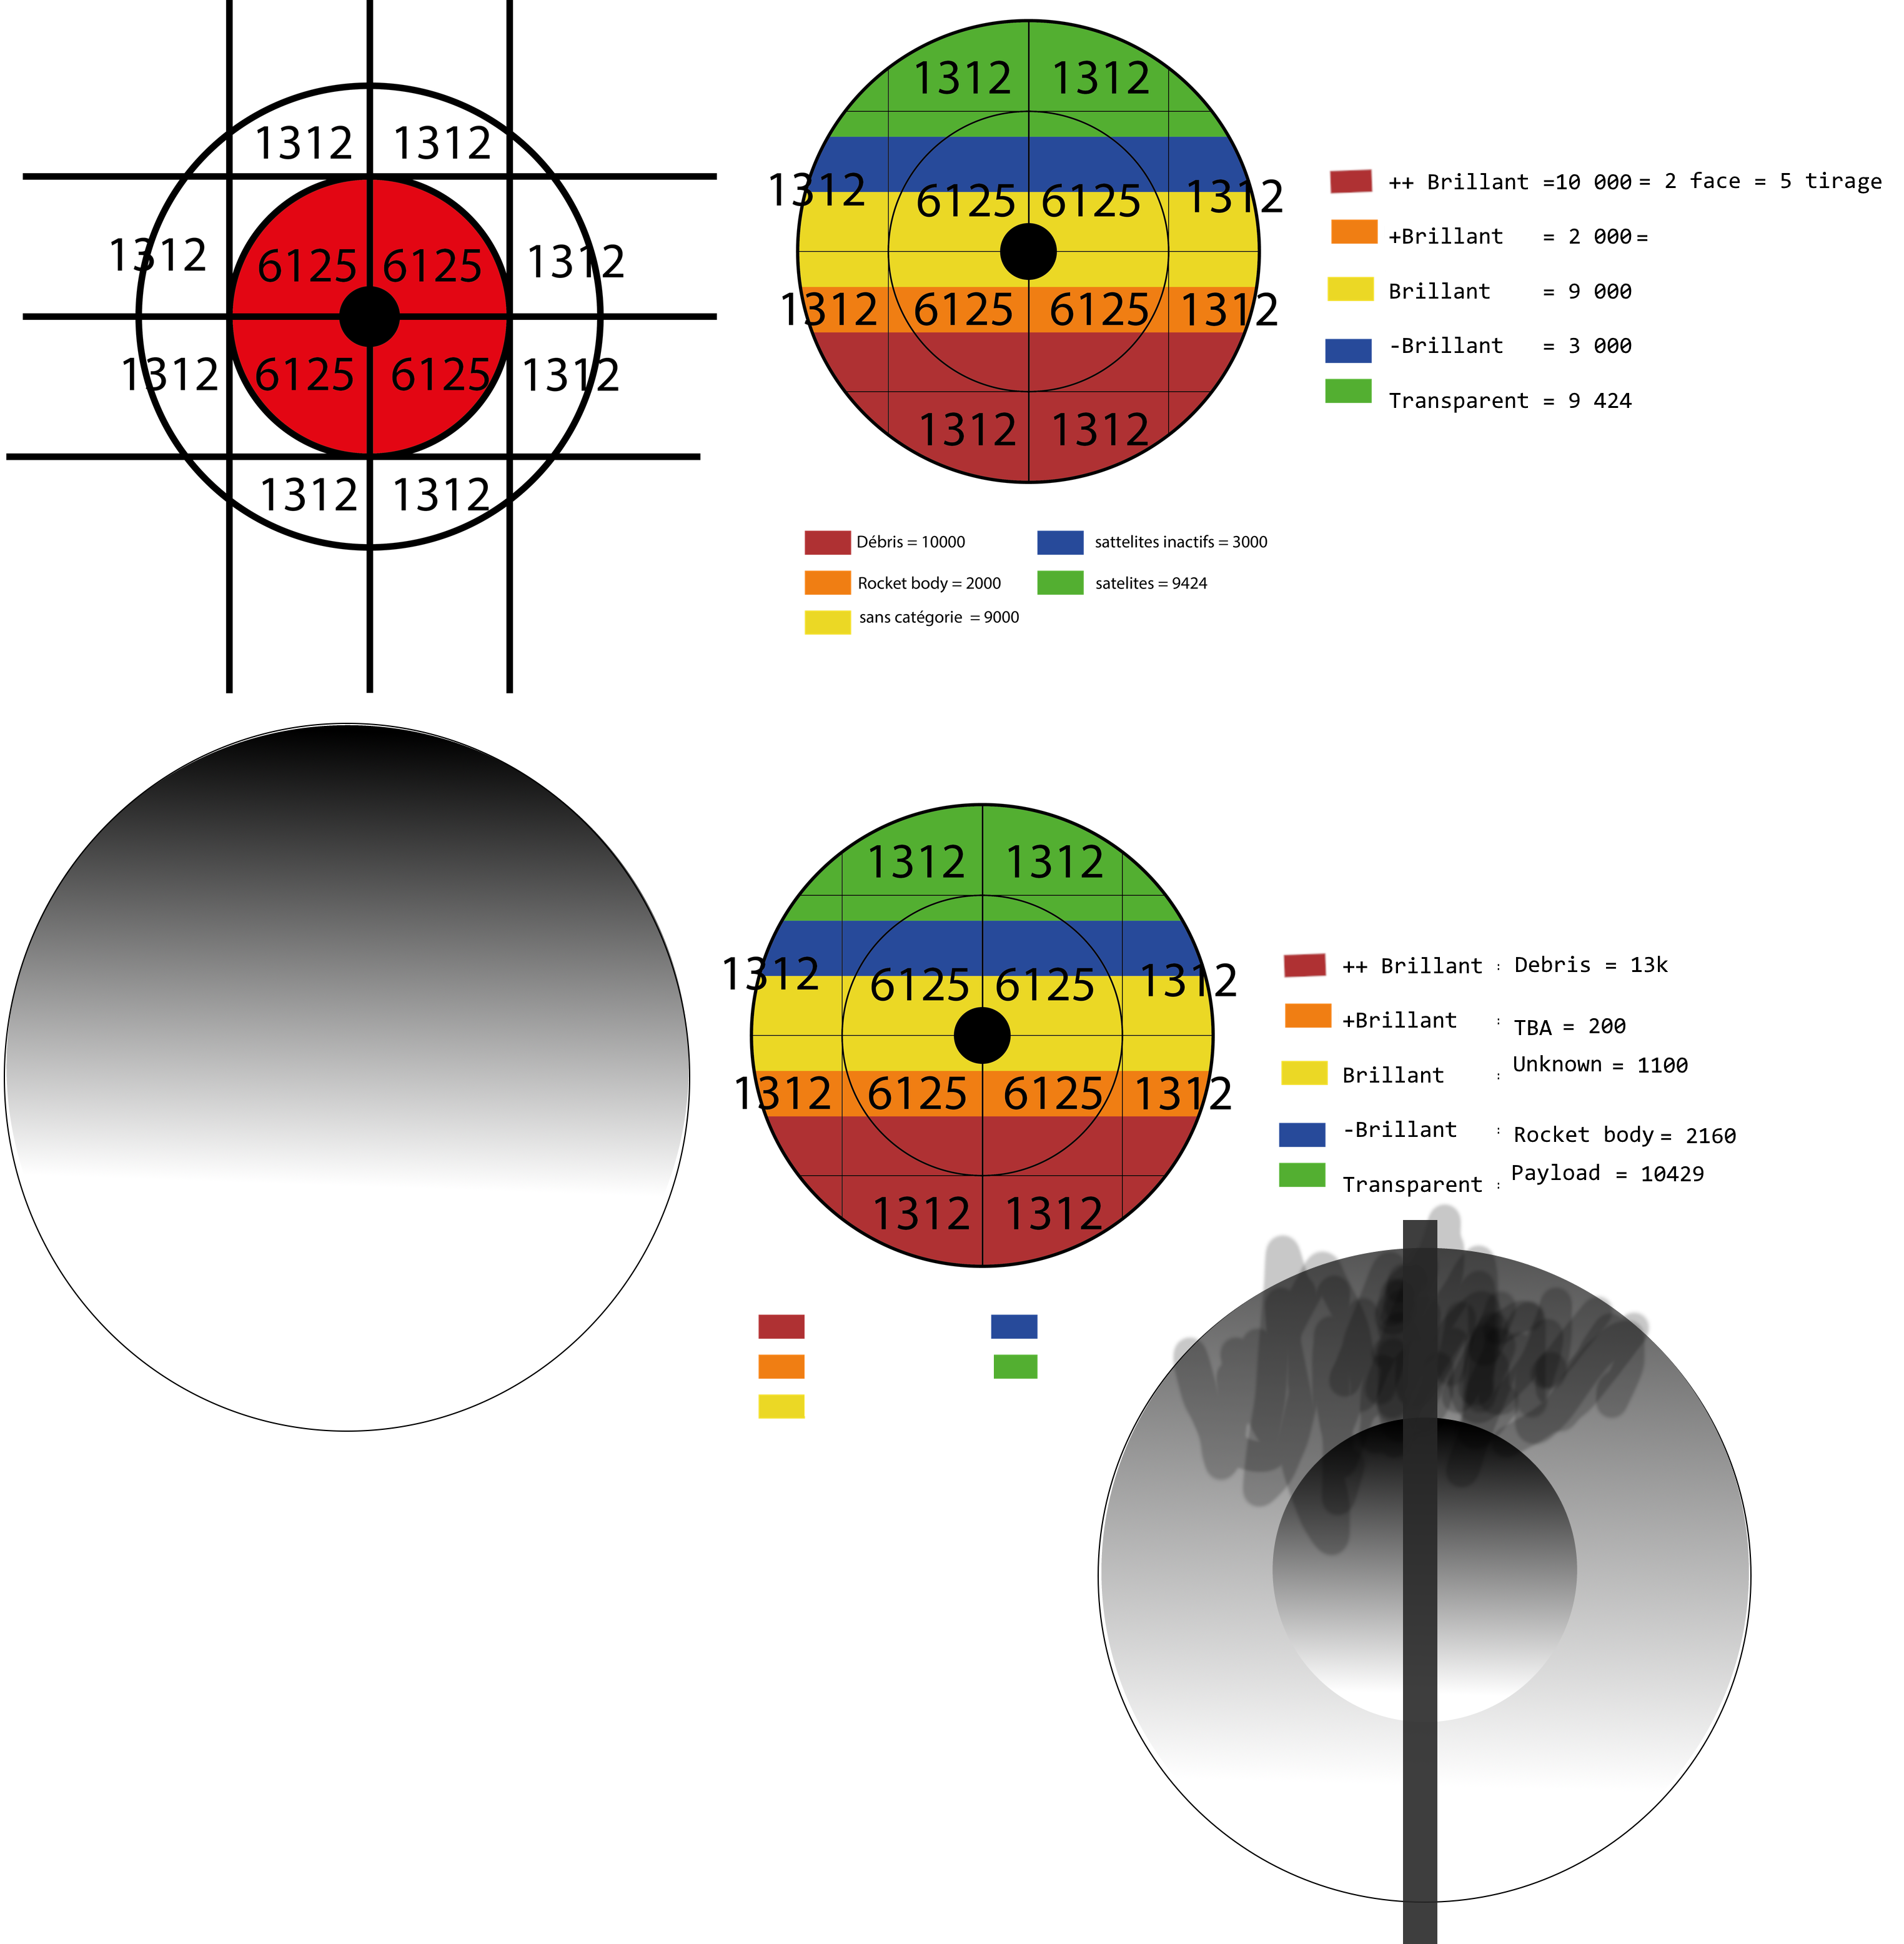 1312 1312
1312 6125 6125 1312
1312 6125 6125 1312
1312 1312
1312 1312
1312 6125 6125 1312
1312 6125 6125 1312
1312 1312
++ Brillant =10 000 = 2 face = 5 tirage
+Brillant = 2 000 =
Brillant = 9 000
-Brillant = 3 000
Transparent = 9 424
Débris = 10000
Rocket body = 2000
sans catégorie = 9000
sattelites inactifs = 3000
satelites = 9424
1312 1312
1312 6125 6125 1312
1312 6125 6125 1312
1312 1312
++ Brillant : Debris = 13k
+Brillant : TBA = 200
Brillant : Unknown = 1100
-Brillant : Rocket body = 2160
Transparent : Payload = 10429